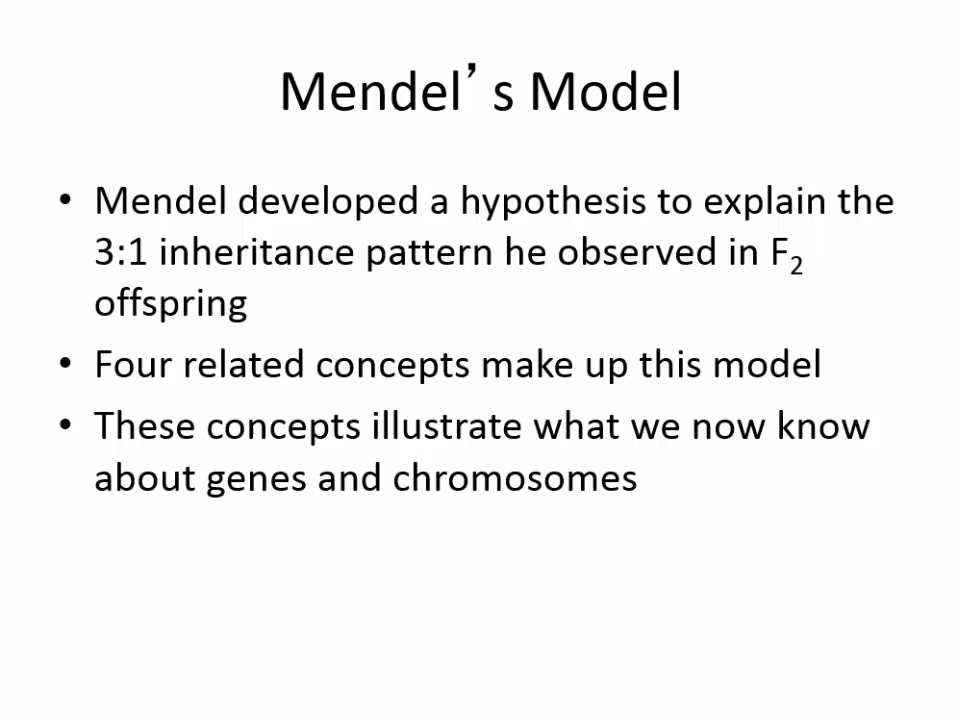 Mendel’s Model
• Mendel developed a hypothesis to explain the
3:1 inheritance pattern he observed in F₂
offspring
• Four related concepts make up this model
• These concepts illustrate what we now know
about genes and chromosomes